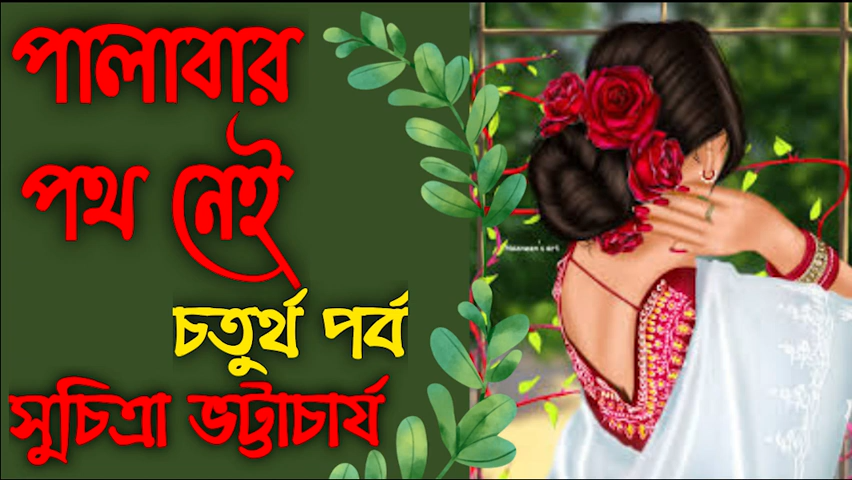 পালাবার
পথ নেই
চতুর্থ পর্ব
সুচিত্রা ভট্টাচার্য